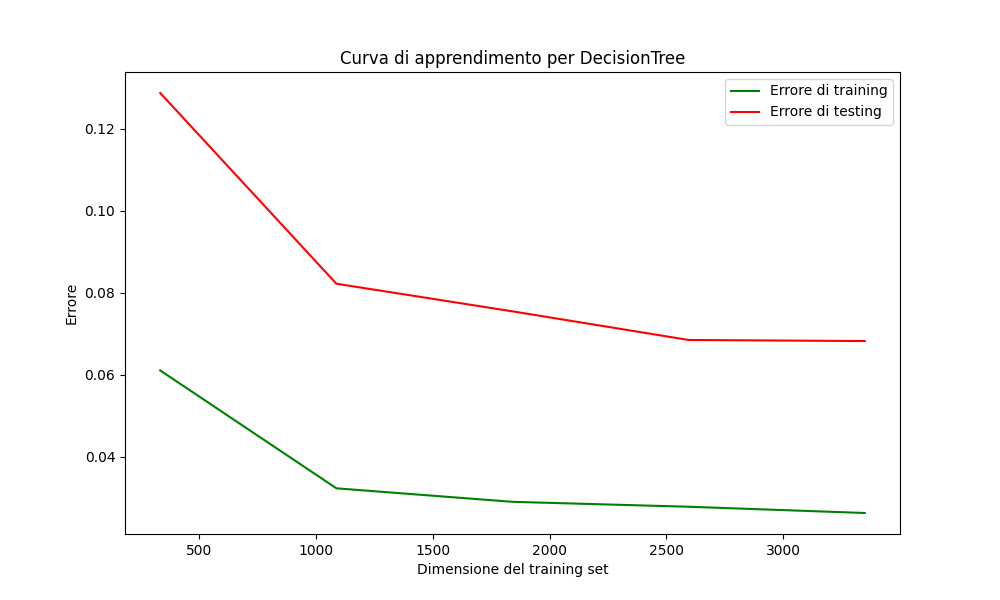 Curva di apprendimento per DecisionTree
Errore di training
Errore di testing
0.12
0.10
0.08
0.06
0.04
Errore
500
1000
1500
2000
2500
3000
Dimensione del training set